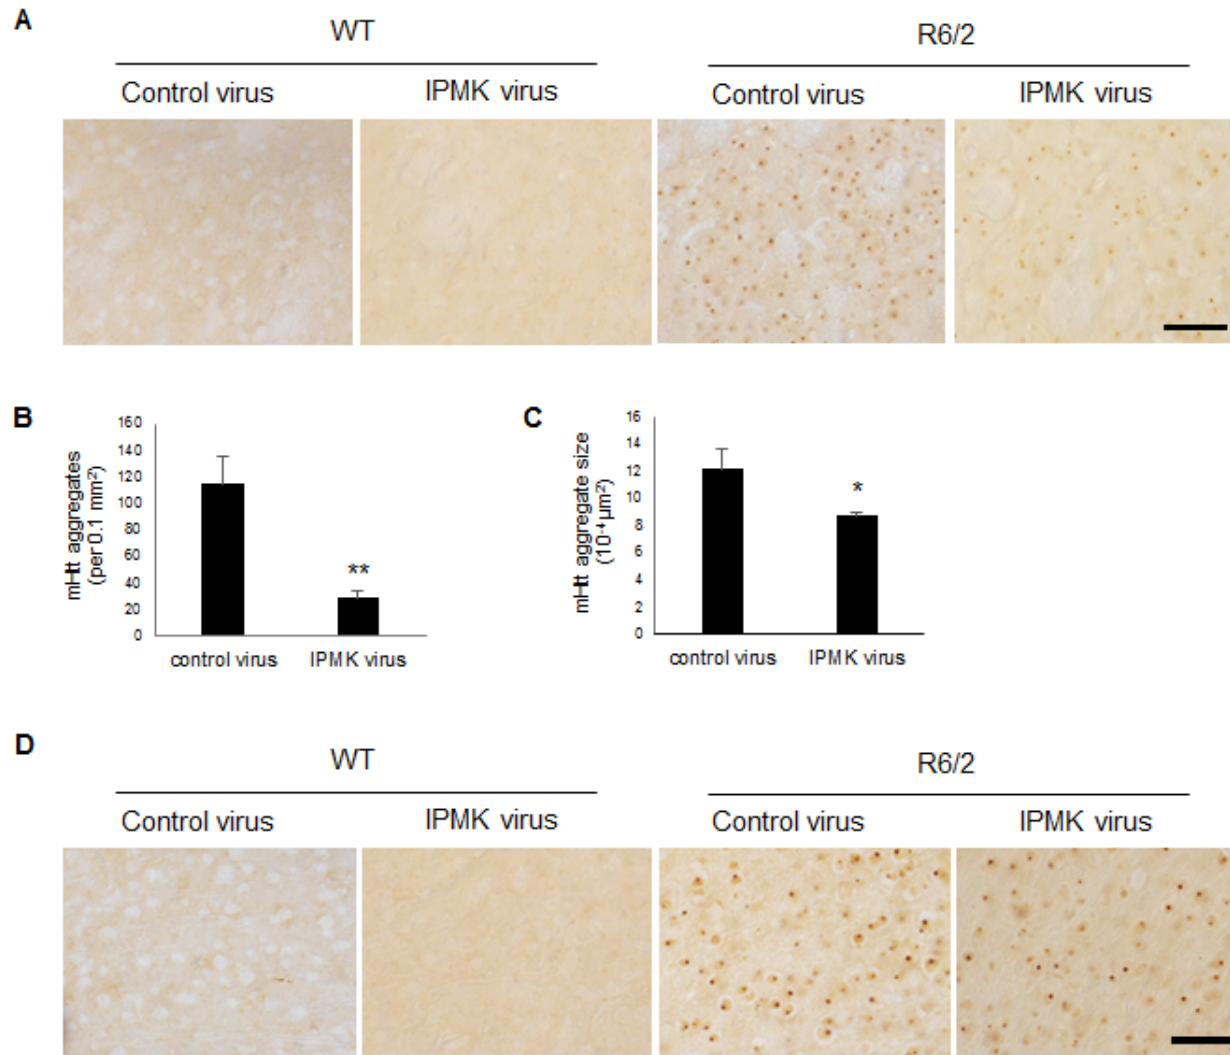 A
WT
R6/2
Control virus
IPMK virus
Control virus
IPMK virus
B
mHtt aggregates
(per 0.1 mm²)
160
140
120
100
80
60
40
20
0
**
control virus
IPMK virus
C
mHtt aggregate size
(10⁻⁴μm²)
16
14
12
10
8
6
4
2
0
*
control virus
IPMK virus
D
WT
R6/2
Control virus
IPMK virus
Control virus
IPMK virus